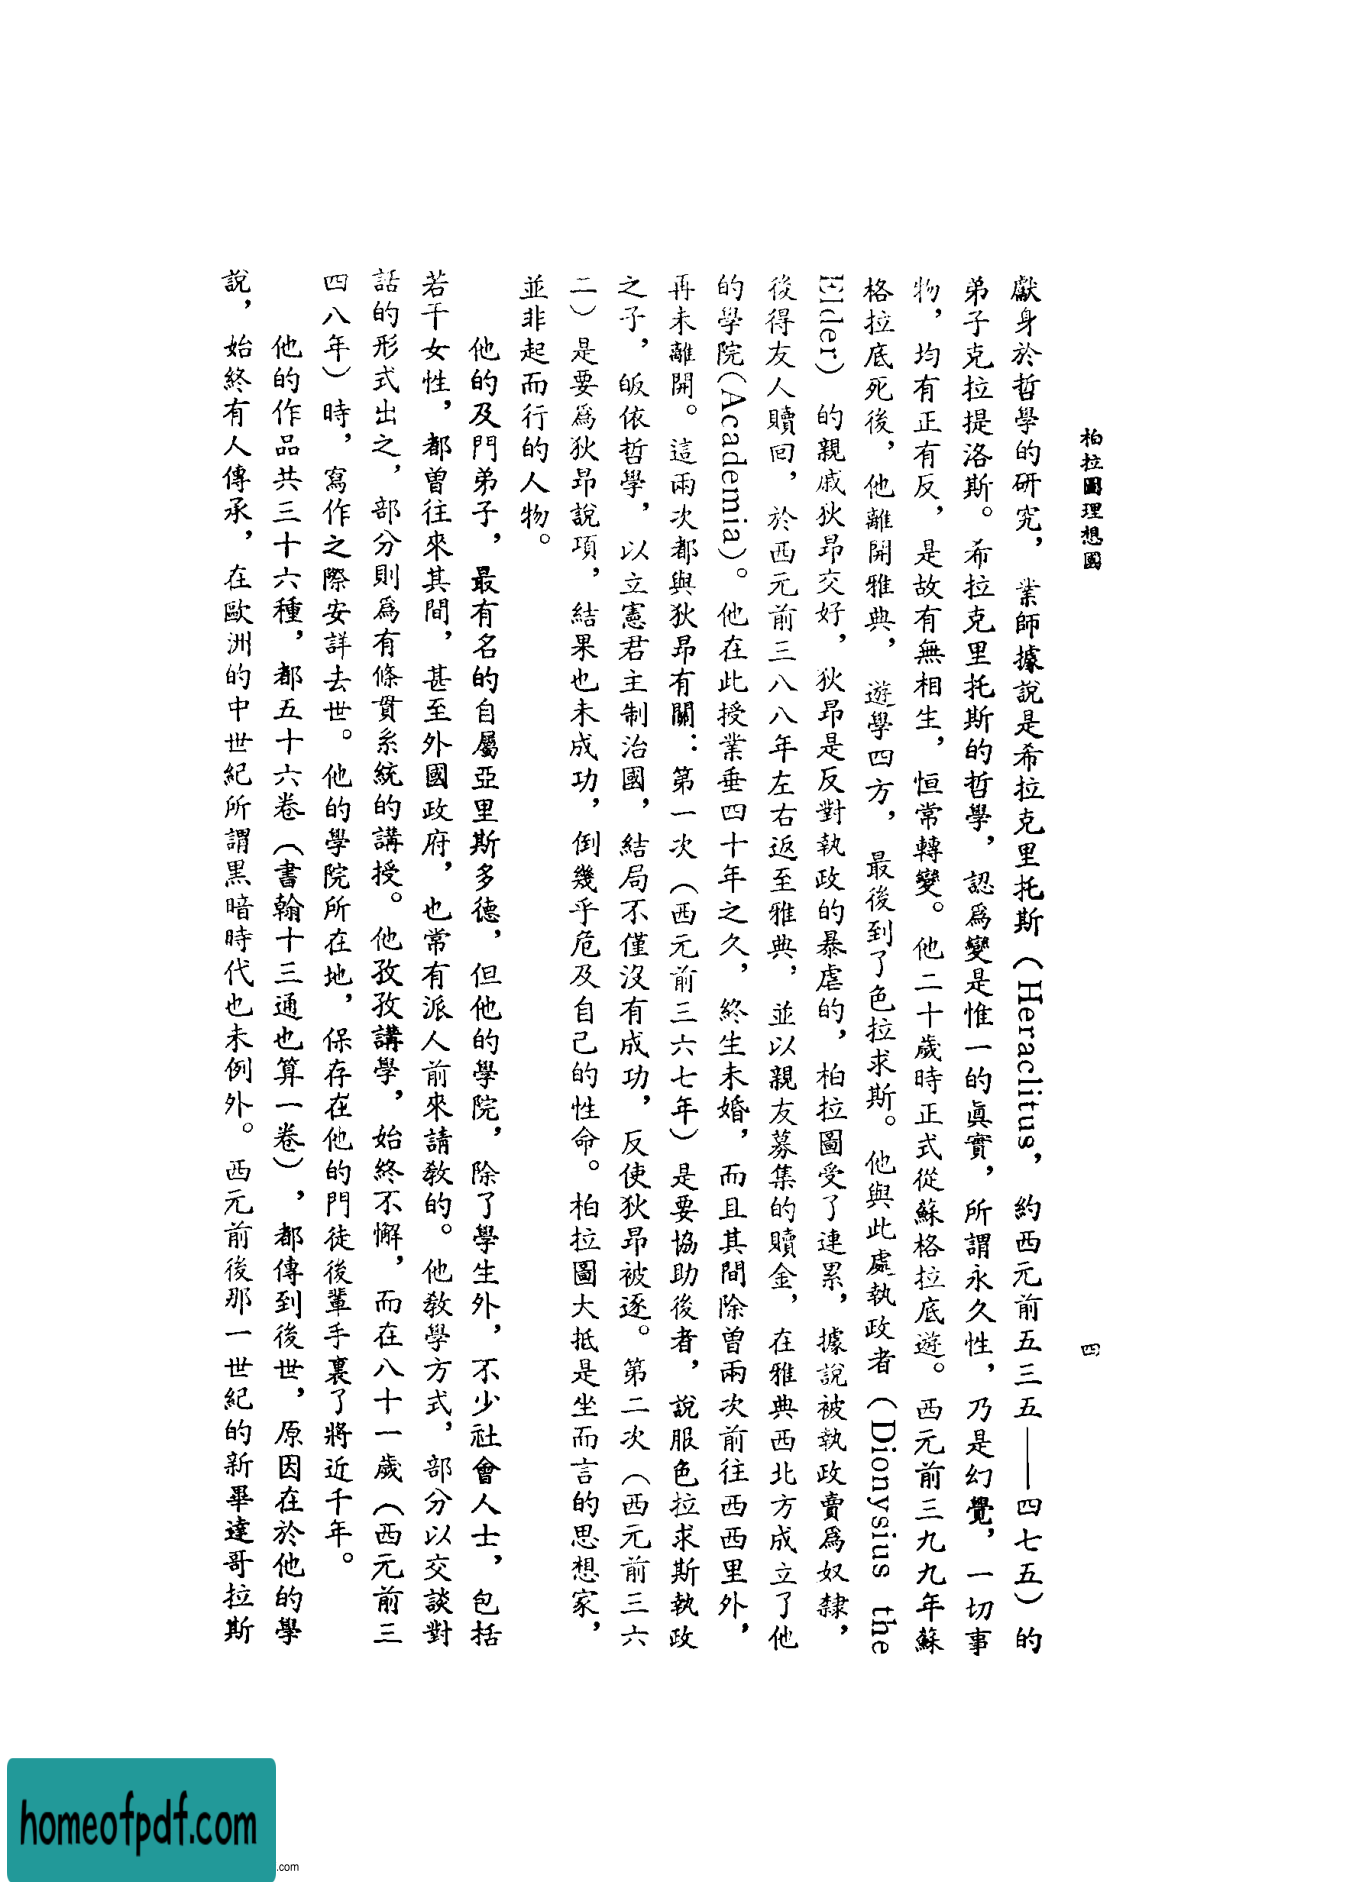 柏拉圖理想國
四
獻身於哲學的研究，業師據說是希拉克里托斯（Heraclitus，約西元前五三五——四七五）的
弟子克拉提洛斯。希拉克里托斯的哲學，認爲變是惟一的眞實，所謂永久性，乃是幻覺，一切事
物，均有正有反，是故有無相生，恒常轉變。他二十歲時正式從蘇格拉底遊。西元前三九九年蘇
格拉底死後，他離開雅典，遊學四方，最後到了色拉求斯。他與此處執政者（Dionysius the
Elder）的親戚狄昂交好，狄昂是反對執政的暴虐的，柏拉圖受了連累，據說被執政賣爲奴隸，
後得友人贖回，於西元前三八八年左右返至雅典，並以親友募集的贖金，在雅典西北方成立了他
的學院（Academia）。他在此授業垂四十年之久，終生未婚，而且其間除曾兩次前往西西里外，
再未離開。這兩次都與狄昂有關：第一次（西元前三六七年）是要協助後者，說服色拉求斯執政
之子，皈依哲學，以立憲君主制治國，結局不僅沒有成功，反使狄昂被逐。第二次（西元前三六
二）是要爲狄昂說項，結果也未成功，倒幾乎危及自己的性命。柏拉圖大抵是坐而言的思想家，
並非起而行的人物。
他的及門弟子，最有名的自屬亞里斯多德，但他的學院，除了學生外，不少社會人士，包括
若干女性，都曾往來其間，甚至外國政府，也常有派人前來請敎的。他敎學方式，部分以交談對
話的形式出之，部分則爲有條貫系統的講授。他孜孜講學，始終不懈，而在八十一歲（西元前三
四八年）時，寫作之際安詳去世。他的學院所在地，保存在他的門徒後輩手裏了將近千年。
他的作品共三十六種，都五十六卷（書翰十三通也算一卷），都傳到後世，原因在於他的學
說，始終有人傳承，在歐洲的中世紀所謂黑暗時代也未例外。西元前後那一世紀的新畢達哥拉斯
homeofpdf.com
.com